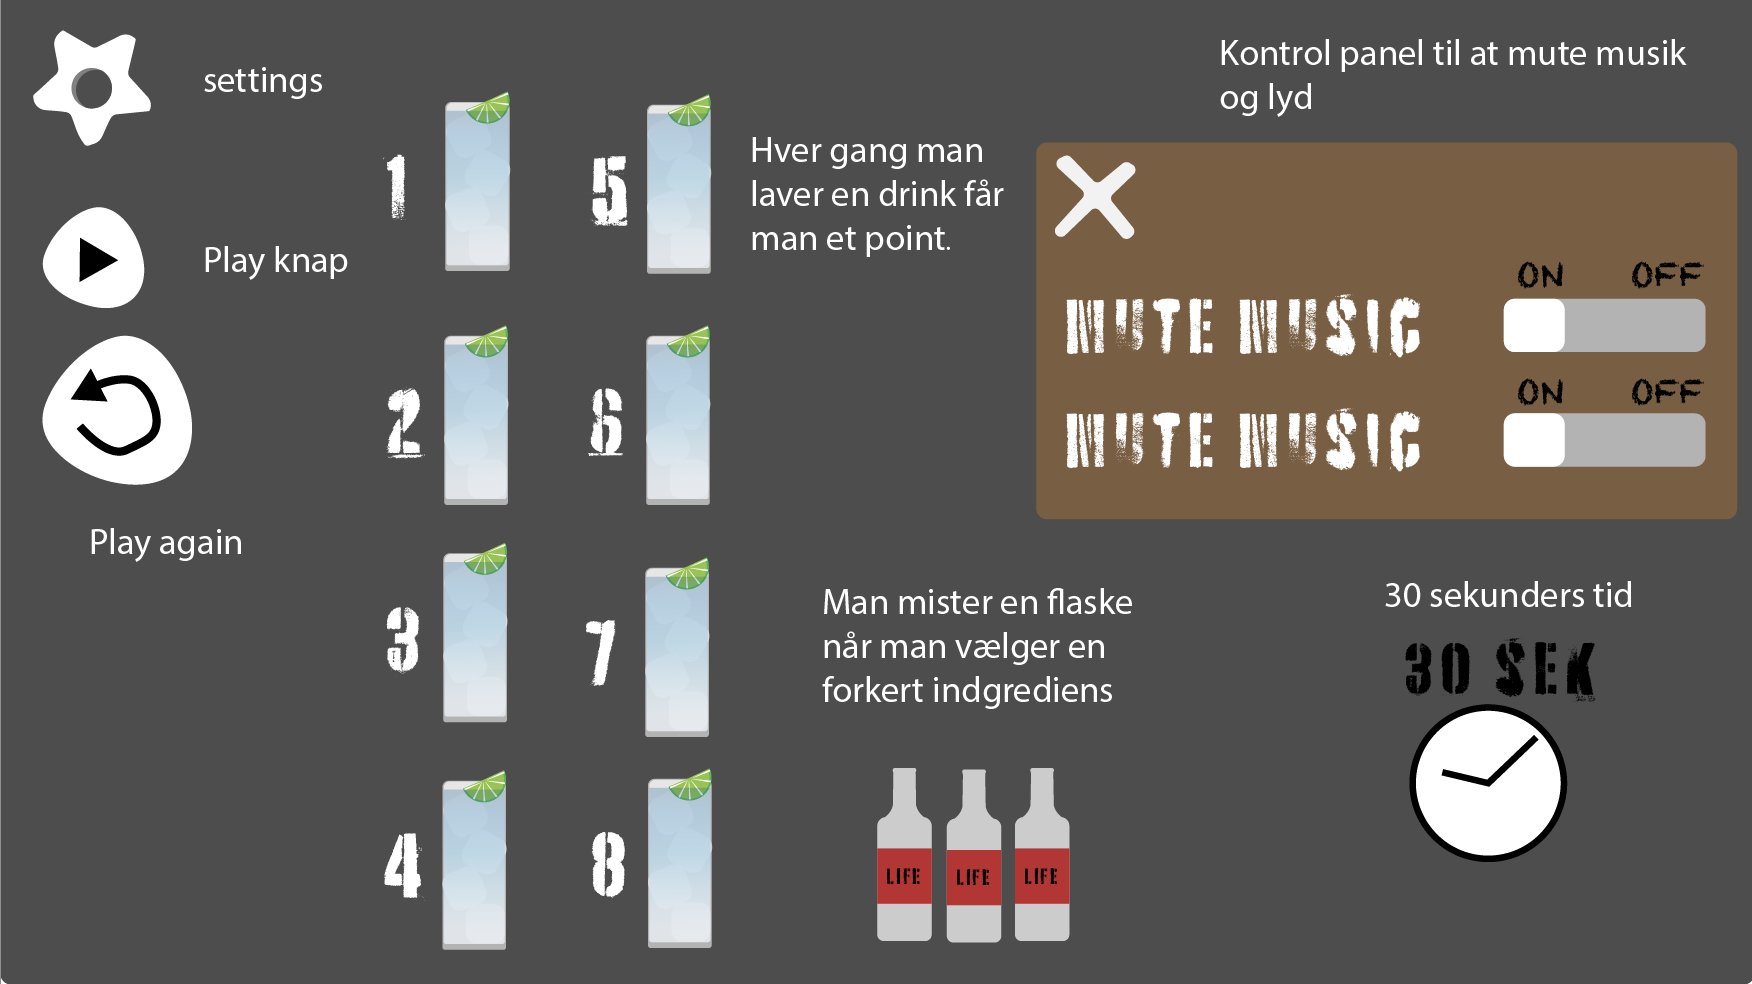 settings
Play knap
Play again
1
2
3
4
5
6
7
8
Hver gang man
laver en drink får
man et point.
Man mister en flaske
når man vælger en
forkert indgrediens
LIFE
LIFE
LIFE
Kontrol panel til at mute musik
og lyd
ON OFF
MUTE MUSIC
ON OFF
MUTE MUSIC
30 sekunders tid
30 SEK